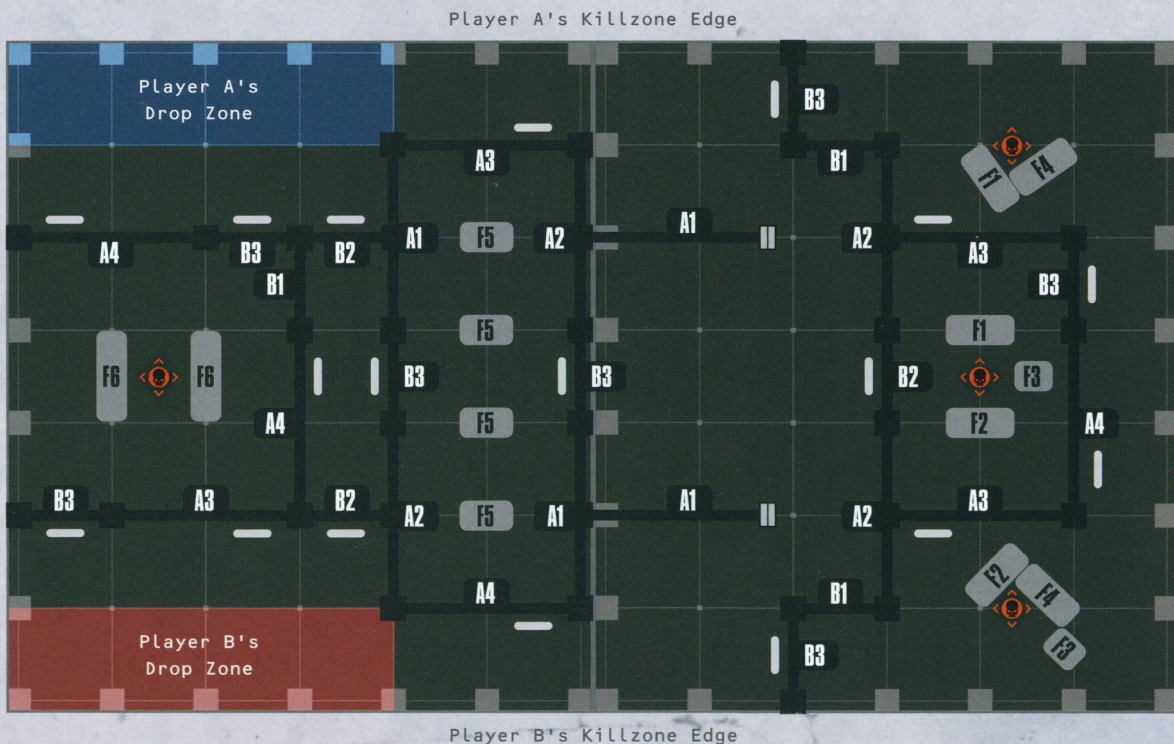 Player A's Killzone Edge
Player A's
Drop Zone
B3
A3
B1
F1
F4
A4
B3
B2
A1
F5
A2
A1
A2
A3
B1
B3
F5
F1
F6
F6
B3
B3
B2
F3
A4
F5
F2
A4
B3
A3
B2
A2
F5
A1
A1
A2
A3
A4
B1
F2
F4
Player B's
Drop Zone
B3
F3
Player B's Killzone Edge